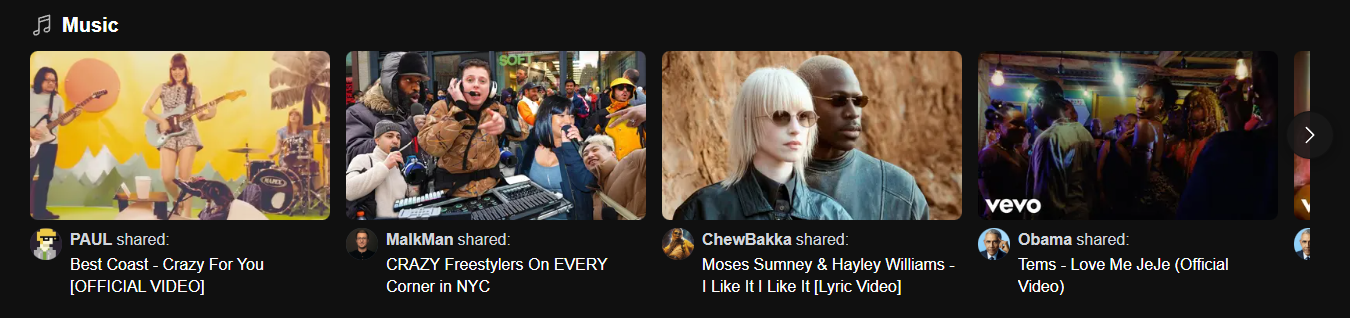 Music
SOFT
vevo
v
PAUL shared:
Best Coast - Crazy For You
[OFFICIAL VIDEO]
MalkMan shared:
CRAZY Freestylers On EVERY
Corner in NYC
ChewBakka shared:
Moses Sumney & Hayley Williams -
I Like It I Like It [Lyric Video]
Obama shared:
Tems - Love Me JeJe (Official
Video)